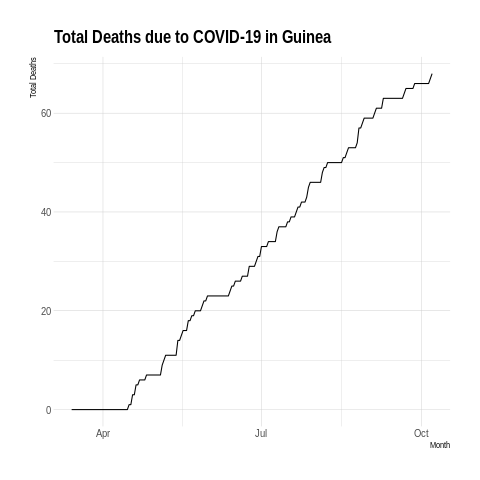 Total Deaths due to COVID-19 in Guinea
Total Deaths
60
40
20
0
Apr Jul Oct
Month